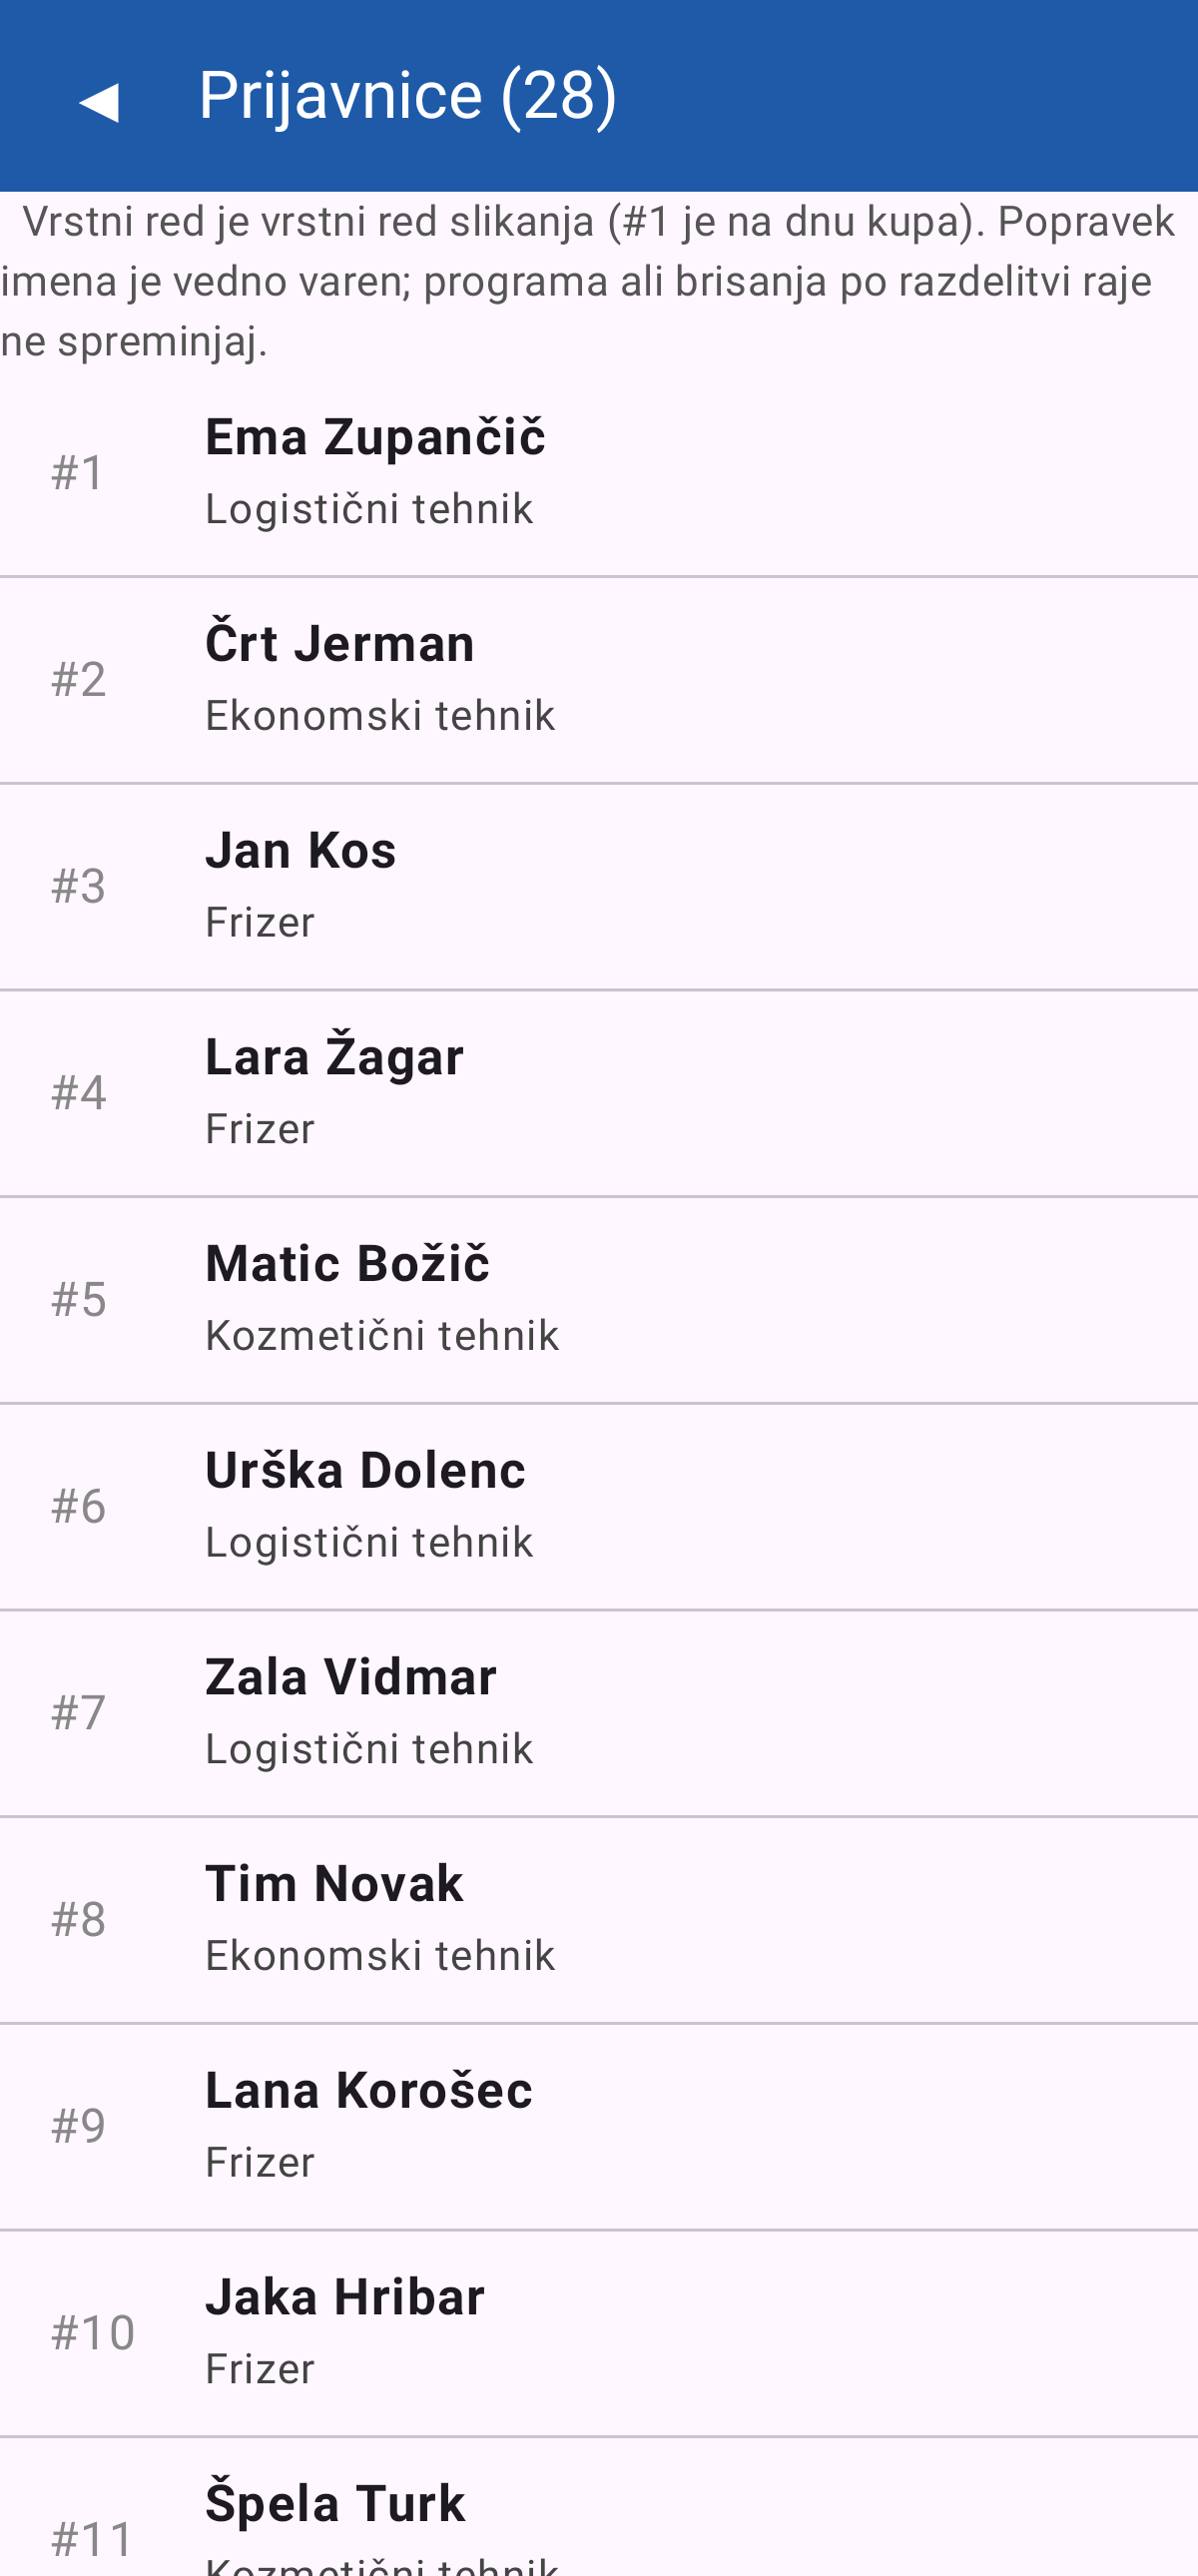 ◀ Prijavnice (28)
Vrstni red je vrstni red slikanja (#1 je na dnu kupa). Popravek
imena je vedno varen; programa ali brisanja po razdelitvi raje
ne spreminjaj.
#1
Ema Zupančič
Logistični tehnik
#2
Črt Jerman
Ekonomski tehnik
#3
Jan Kos
Frizer
#4
Lara Žagar
Frizer
#5
Matic Božič
Kozmetični tehnik
#6
Urška Dolenc
Logistični tehnik
#7
Zala Vidmar
Logistični tehnik
#8
Tim Novak
Ekonomski tehnik
#9
Lana Korošec
Frizer
#10
Jaka Hribar
Frizer
#11
Špela Turk
Kozmetični tehnik